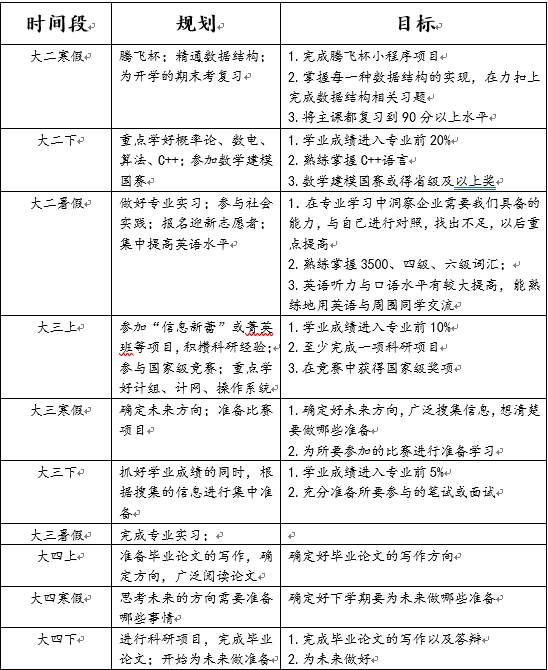 时间段 规划 目标
大二寒假 腾飞杯；精通数据结构； 1.完成腾飞杯小程序项目
为开学的期末考复习 2.掌握每一种数据结构的实现，在力扣上
完成数据结构相关习题
3.将主课都复习到90分以上水平
大二下 重点学好概率论、数电、 1.学业成绩进入专业前20%
算法、C++；参加数学建模 2.熟练掌握C++语言
国赛 3.数学建模国赛或得省级及以上奖
大二暑假 做好专业实习；参与社会 1.在专业学习中洞察企业需要我们具备的
实践；报名迎新志愿者； 能力，与自己进行对照，找出不足，以后重
集中提高英语水平 点提高
2.熟练掌握3500、四级、六级词汇；
3.英语听力与口语水平有较大提高，能熟
练地用英语与周围同学交流
大三上 参加“信息新蕾”或菁英 1.学业成绩进入专业前10%
班等项目，积攒科研经验； 2.至少完成一项科研项目
参与国家级竞赛；重点学 3.在竞赛中获得国家级奖项
好计组、计网、操作系统
大三寒假 确定未来方向；准备比赛 1.确定好未来方向，广泛搜集信息，想清楚
项目 要做哪些准备
2.为所要参加的比赛进行准备学习
大三下 抓好学业成绩的同时，根 1.学业成绩进入专业前5%
据搜集的信息进行集中准 2.充分准备所要参与的笔试或面试
备
大三暑假 完成专业实习；
大四上 准备毕业论文的写作，确 确定好毕业论文的写作方向
定方向，广泛阅读论文
大四寒假 思考未来的方向需要准备 确定好下学期要为未来做哪些准备
哪些事情
大四下 进行科研项目，完成毕业 1.完成毕业论文的写作以及答辩
论文；开始为未来做准备 2.为未来做好